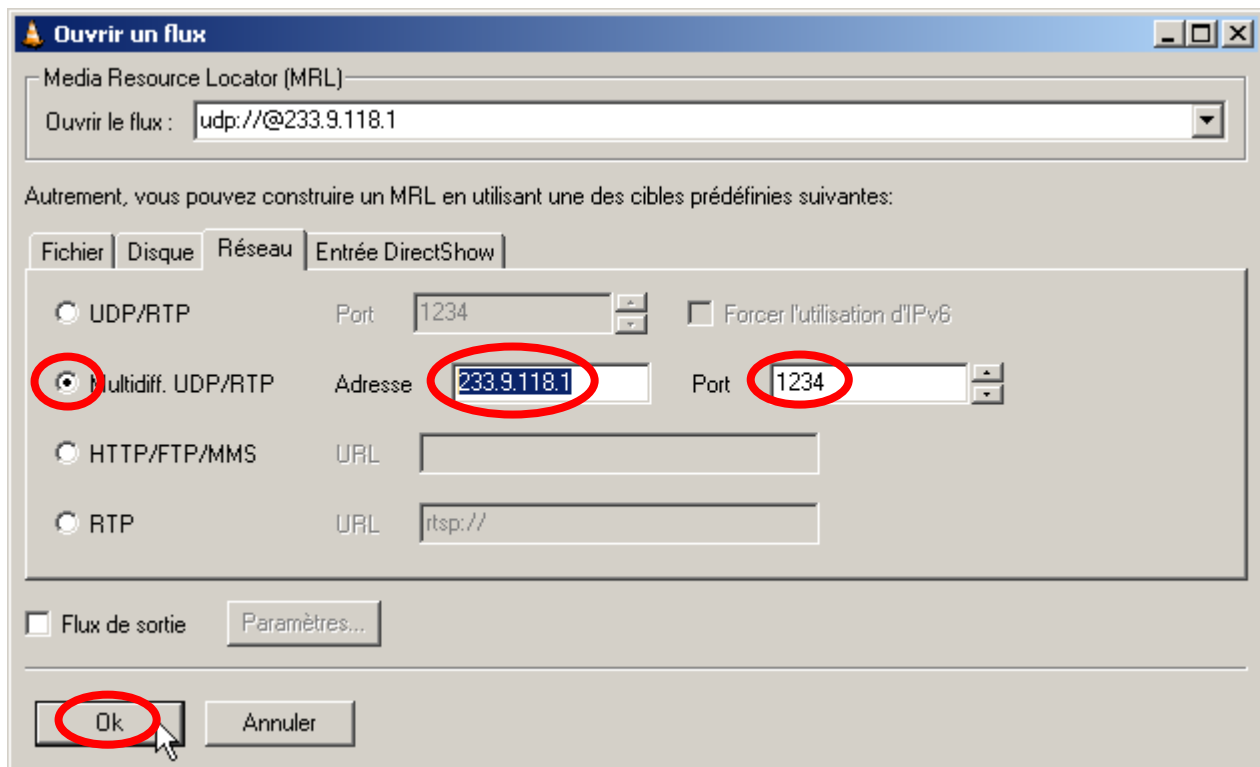 Ouvrir un flux
Media Resource Locator (MRL)
Ouvrir le flux : udp://@233.9.118.1
Autrement, vous pouvez construire un MRL en utilisant une des cibles prédéfinies suivantes:
Fichier Disque Réseau Entrée DirectShow
UDP/RTP Port 1234 Forcer l'utilisation d'IPv6
Multidiff. UDP/RTP Adresse 233.9.118.1 Port 1234
HTTP/FTP/MMS URL
RTP URL rtsp://
Flux de sortie Paramètres...
Ok Annuler